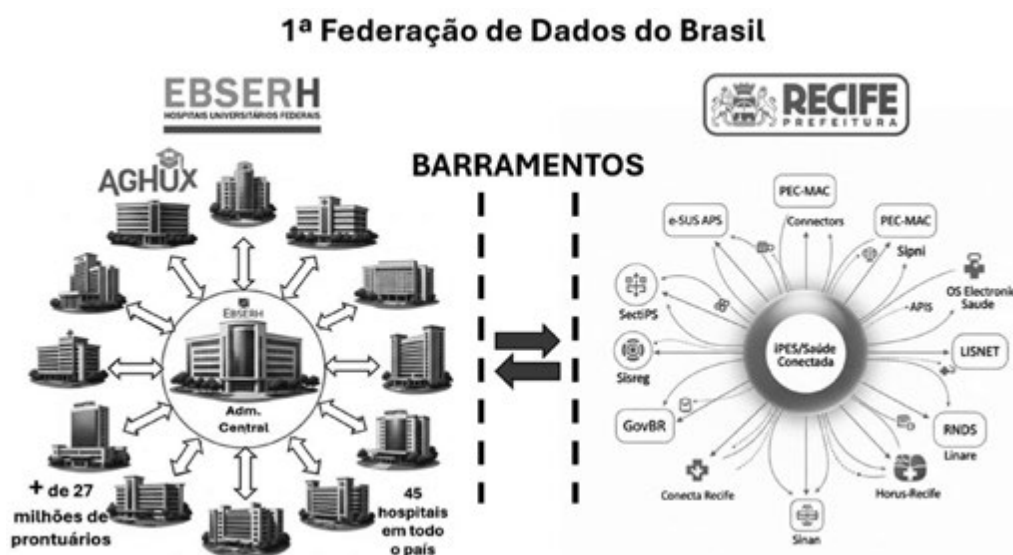 1ª Federação de Dados do Brasil
EBSERH
HOSPITAIS UNIVERSITÁRIOS FEDERAIS
AGHUX
EBSERH
Adm.
Central
+ de 27
milhões de
prontuários
45
hospitais
em todo
o país
BARRAMENTOS
RECIFE
PREFEITURA
PEC-MAC
Connectors
e-SUS APS
PEC-MAC
Sipni
OS Electronik
Saude
-APIS
SectiPS
iPES/Saúde
Conectada
LISNET
Sisreg
GovBR
RNDS
Linare
Conecta Recife
Horus-Recife
Sinan